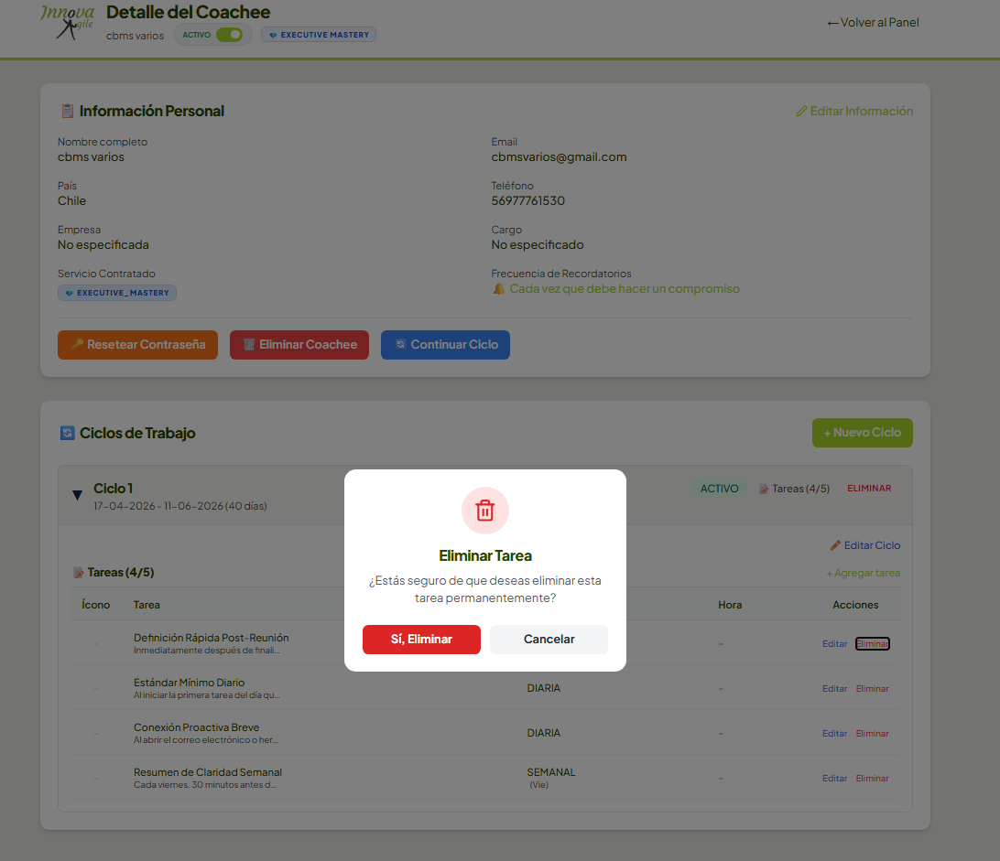 Innova
Agile
Detalle del Coachee
cbms varios
ACTIVO
EXECUTIVE MASTERY
← Volver al Panel
Información Personal
Editar Información
Nombre completo
cbms varios
Email
cbmsvarios@gmail.com
País
Chile
Teléfono
56977761530
Empresa
No especificada
Cargo
No especificado
Servicio Contratado
EXECUTIVE_MASTERY
Frecuencia de Recordatorios
Cada vez que debe hacer un compromiso
Resetear Contraseña
Eliminar Coachee
Continuar Ciclo
Ciclos de Trabajo
+ Nuevo Ciclo
Ciclo 1
17-04-2026 - 11-06-2026 (40 días)
ACTIVO
Tareas (4/5)
ELIMINAR
Editar Ciclo
Tareas (4/5)
+ Agregar tarea
Ícono Tarea Hora Acciones
- Definición Rápida Post-Reunión - Editar Eliminar
Inmediatamente después de finali...
- Estándar Mínimo Diario DIARIA - Editar Eliminar
Al iniciar la primera tarea del día qu...
- Conexión Proactiva Breve DIARIA - Editar Eliminar
Al abrir el correo electrónico o her...
- Resumen de Claridad Semanal SEMANAL - Editar Eliminar
Cada viernes, 30 minutos antes d... (Vie)
Eliminar Tarea
¿Estás seguro de que deseas eliminar esta
tarea permanentemente?
Sí, Eliminar
Cancelar